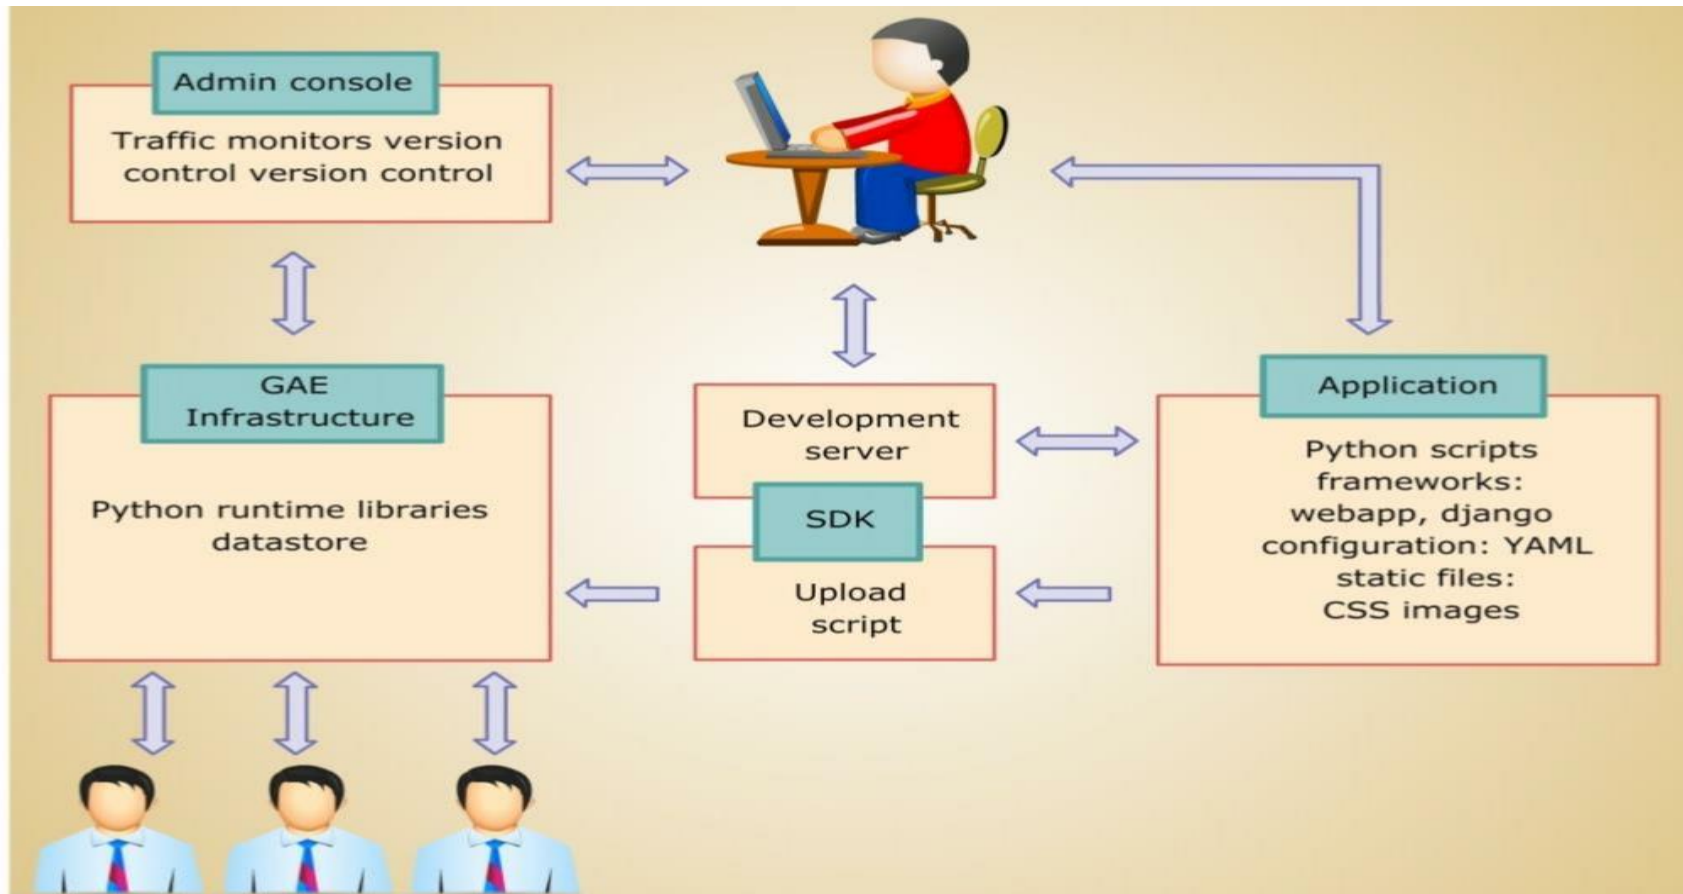 Admin console
Traffic monitors version
control version control
GAE
Infrastructure
Python runtime libraries
datastore
Development
server
SDK
Upload
script
Application
Python scripts
frameworks:
webapp, django
configuration: YAML
static files:
CSS images